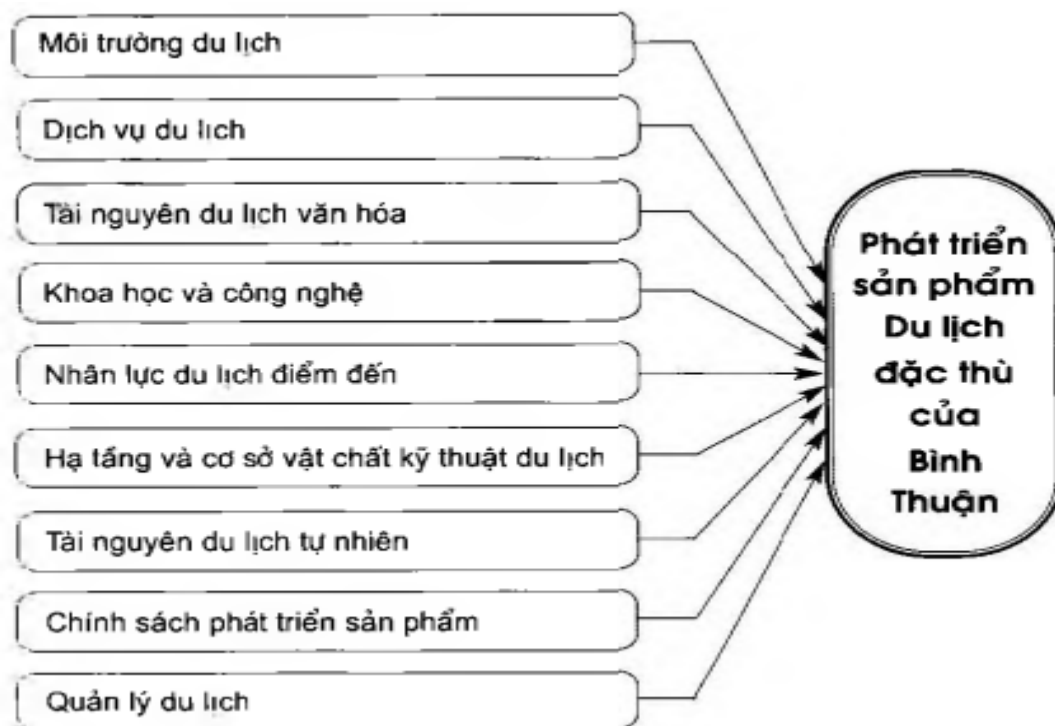 Môi trường du lịch
Dịch vụ du lịch
Tài nguyên du lịch văn hóa
Khoa học và công nghệ
Nhân lực du lịch điểm đến
Hạ tầng và cơ sở vật chất kỹ thuật du lịch
Tài nguyên du lịch tự nhiên
Chính sách phát triển sản phẩm
Quản lý du lịch
Phát triển
sản phẩm
Du lịch
đặc thù
của
Bình
Thuận